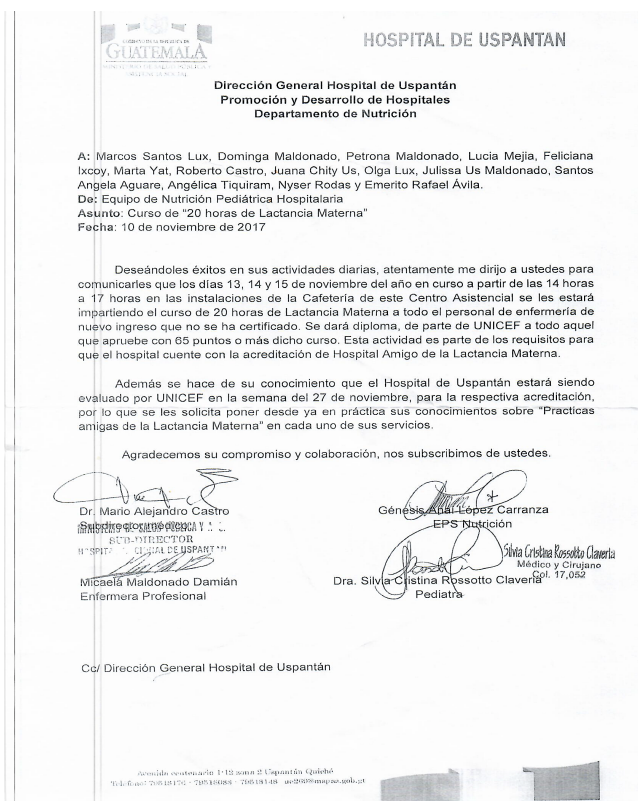 GUATEMALA
HOSPITAL DE USPANTAN
Dirección General Hospital de Uspantán
Promoción y Desarrollo de Hospitales
Departamento de Nutrición
A: Marcos Santos Lux, Dominga Maldonado, Petrona Maldonado, Lucia Mejia, Feliciana
Ixcoy, Marta Yat, Roberto Castro, Juana Chity Us, Olga Lux, Julissa Us Maldonado, Santos
Angela Aguare, Angélica Tiquiram, Nyser Rodas y Emerito Rafael Ávila.
De: Equipo de Nutrición Pediátrica Hospitalaria
Asunto: Curso de “20 horas de Lactancia Materna”
Fecha: 10 de noviembre de 2017
Deseándoles éxitos en sus actividades diarias, atentamente me dirijo a ustedes para
comunicarles que los días 13, 14 y 15 de noviembre del año en curso a partir de las 14 horas
a 17 horas en las instalaciones de la Cafetería de este Centro Asistencial se les estará
impartiendo el curso de 20 horas de Lactancia Materna a todo el personal de enfermería de
nuevo ingreso que no se ha certificado. Se dará diploma, de parte de UNICEF a todo aquel
que apruebe con 65 puntos o más dicho curso. Esta actividad es parte de los requisitos para
que el hospital cuente con la acreditación de Hospital Amigo de la Lactancia Materna.
Además se hace de su conocimiento que el Hospital de Uspantán estará siendo
evaluado por UNICEF en la semana del 27 de noviembre, para la respectiva acreditación,
por lo que se les solicita poner desde ya en práctica sus conocimientos sobre “Practicas
amigas de la Lactancia Materna” en cada uno de sus servicios.
Agradecemos su compromiso y colaboración, nos subscribimos de ustedes.
Dr. Mario Alejandro Castro
Subdirector médico
SUB-DIRECTOR
DE USPANTAN
Micaela Maldonado Damián
Enfermera Profesional
Génesis Anaí López Carranza
EPS Nutrición
Silvia Cristina Rossotto Claveria
Médico y Cirujano
Col. 17,052
Dra. Silvia Cristina Rossotto Claveria
Pediatra
Cc/ Dirección General Hospital de Uspantán
Avenida centenario 1-12 zona 2 Uspantán Quiché